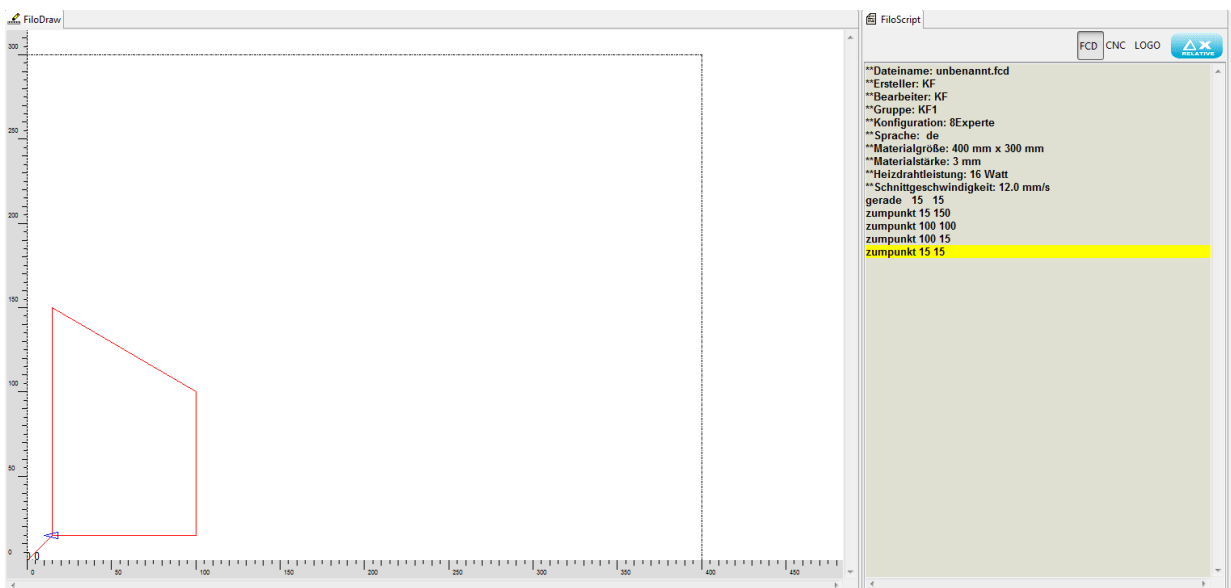 FiloDraw
300
250
200
150
100
50
0
0 0
0 50 100 150 200 250 300 350 400 450
FiloScript
FCD CNC LOGO ΔX
RELATIVE
**Dateiname: unbenannt.fcd
**Ersteller: KF
**Bearbeiter: KF
**Gruppe: KF1
**Konfiguration: 8Experte
**Sprache: de
**Materialgröße: 400 mm x 300 mm
**Materialstärke: 3 mm
**Heizdrahtleistung: 16 Watt
**Schnittgeschwindigkeit: 12.0 mm/s
gerade 15 15
zumpunkt 15 150
zumpunkt 100 100
zumpunkt 100 15
zumpunkt 15 15